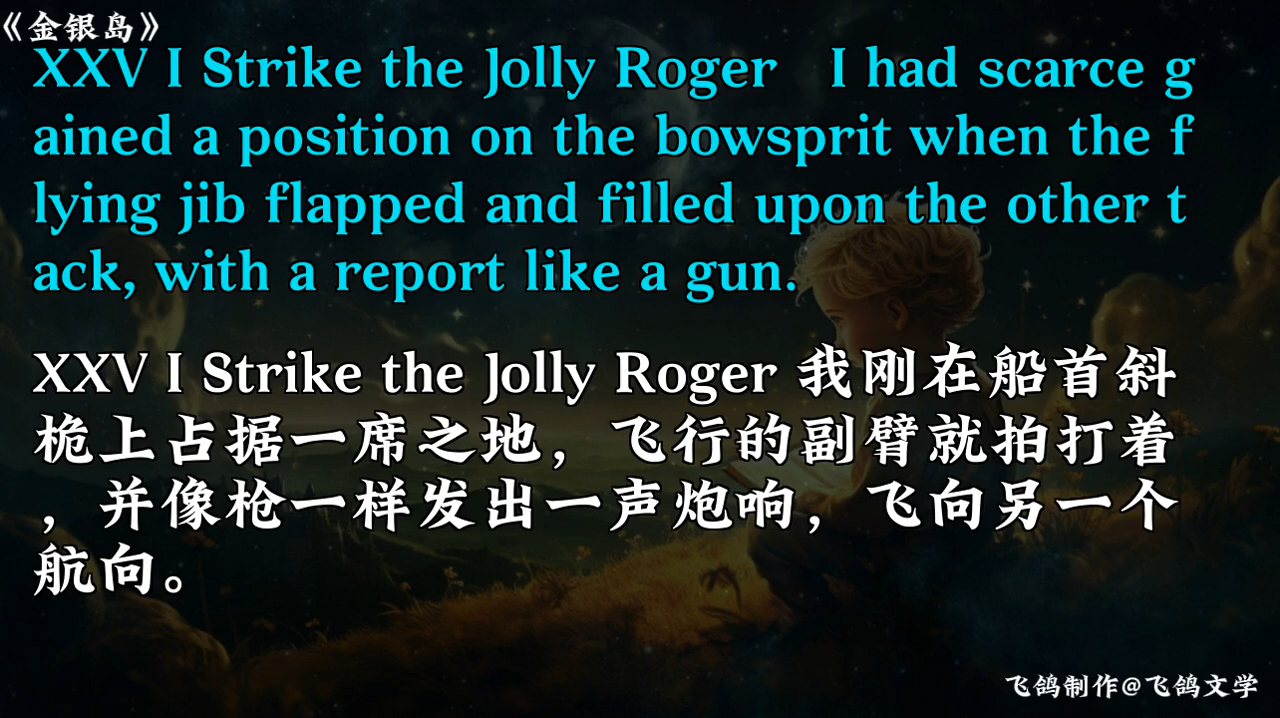 《金银岛》
XXV I Strike the Jolly Roger   I had scarce g
ained a position on the bowsprit when the f
lying jib flapped and filled upon the other t
ack, with a report like a gun.
XXV I Strike the Jolly Roger 我刚在船首斜
桅上占据一席之地，飞行的副臂就拍打着
，并像枪一样发出一声炮响，飞向另一个
航向。
飞鸽制作@飞鸽文学